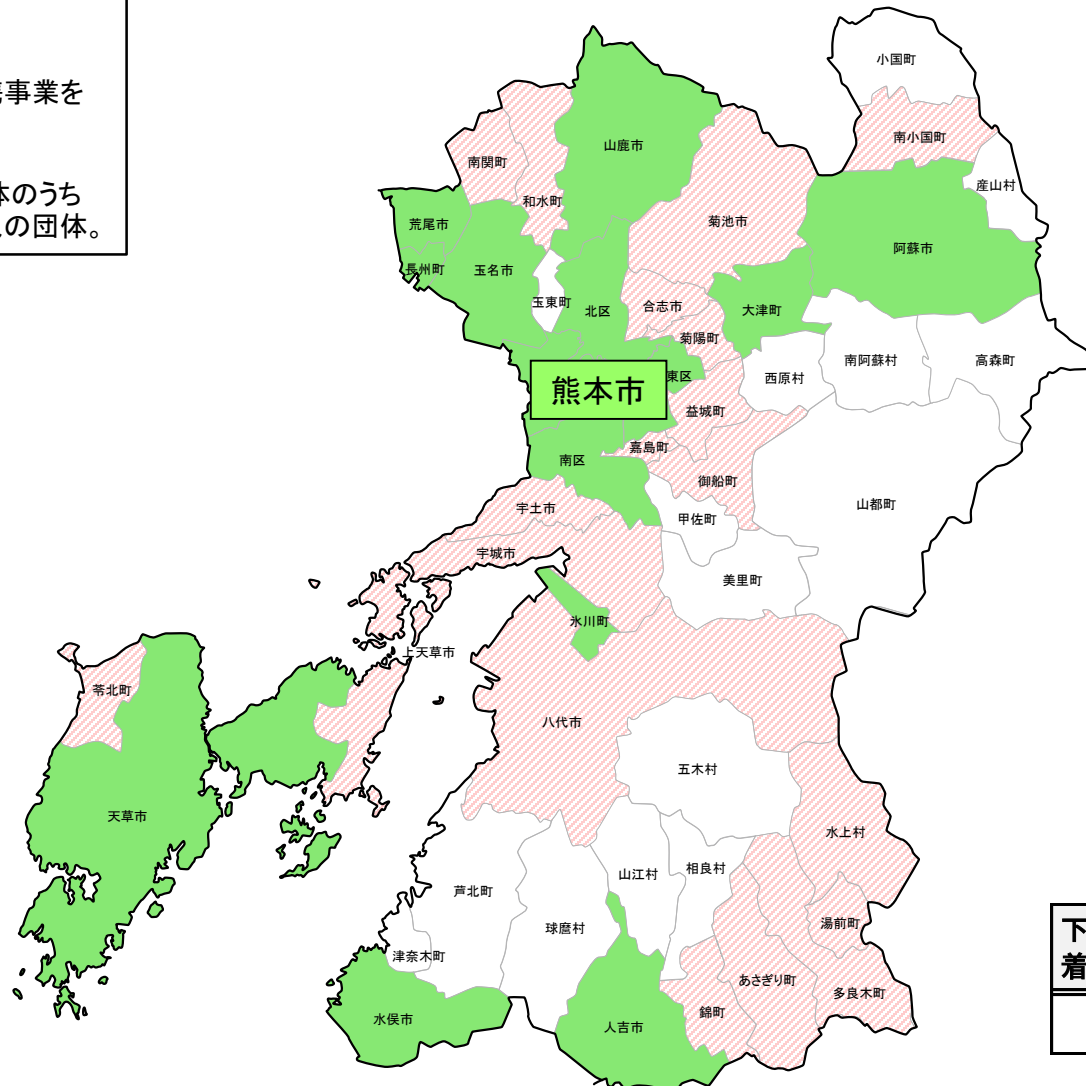 事業を
体のうち
の団体。
小国町
南小国町
産山村
山鹿市
南関町
和水町
菊池市
荒尾市
長州町
玉名市
阿蘇市
玉東町
北区
合志市
大津町
菊陽町
西原村
南阿蘇村
高森町
東区
熊本市
益城町
嘉島町
南区
御船町
宇土市
甲佐町
山都町
宇城市
美里町
氷川町
上天草市
苓北町
八代市
五木村
天草市
水上村
山江村
相良村
芦北町
球磨村
湯前町
津奈木町
あさぎり町
多良木町
水俣市
人吉市
錦町
下
着